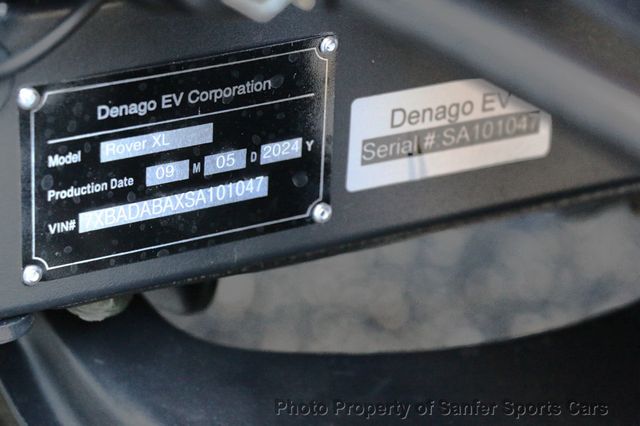 Denago EV Corporation
Model Rover XL
Production Date 09 M 05 D 2024 Y
VIN# 7XBADABAXSA101047
Denago EV
Serial # SA101047
Photo Property of Sanfer Sports Cars